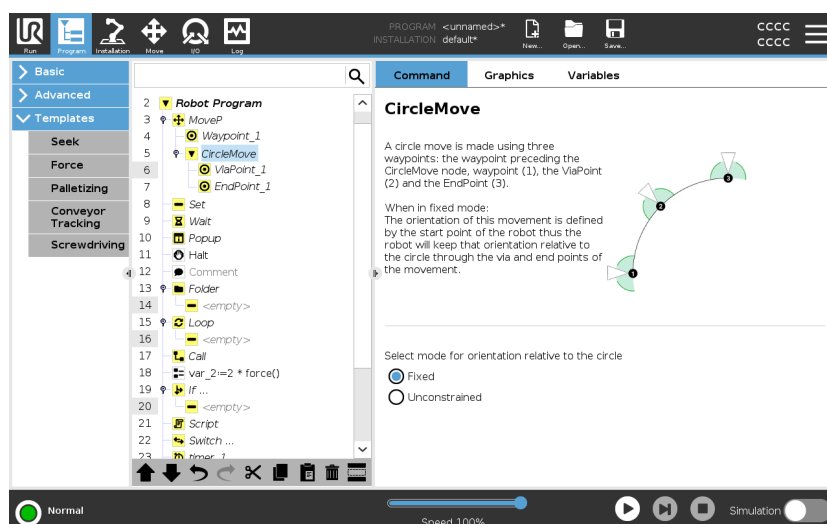 UR
Run
Program
Installation
Move
I/O
Log
PROGRAM <unnamed>*
INSTALLATION default*
New...
Open...
Save...
CCCC
CCCC
Basic
Advanced
Templates
Seek
Force
Palletizing
Conveyor
Tracking
Screwdriving
2 Robot Program
3 MoveP
4 Waypoint_1
5 CircleMove
6 ViaPoint_1
7 EndPoint_1
8 Set
9 Wait
10 Popup
11 Halt
12 Comment
13 Folder
14 <empty>
15 Loop
16 <empty>
17 Call
18 var_2:=2 * force()
19 If ...
20 <empty>
21 Script
22 Switch ...
23 timer_1
Command
Graphics
Variables
CircleMove
A circle move is made using three
waypoints: the waypoint preceding the
CircleMove node, waypoint (1), the ViaPoint
(2) and the EndPoint (3).
When in fixed mode:
The orientation of this movement is defined
by the start point of the robot thus the
robot will keep that orientation relative to
the circle through the via and end points of
the movement.
1
2
3
Select mode for orientation relative to the circle
Fixed
Unconstrained
Normal
Speed 100%
Simulation